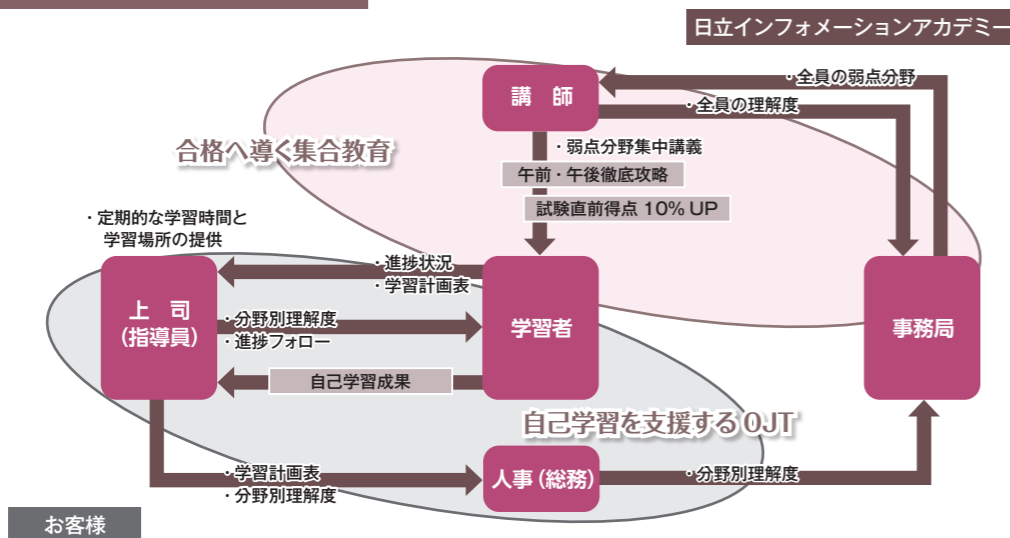 日立インフォメーションアカデミー
講 師
・全員の弱点分野
・全員の理解度
合格へ導く集合教育
・弱点分野集中講義
午前・午後徹底攻略
試験直前得点 10% UP
・定期的な学習時間と
学習場所の提供
・進捗状況
・学習計画表
上 司
(指導員)
・分野別理解度
・進捗フォロー
学習者
事務局
自己学習成果
自己学習を支援するOJT
・学習計画表
・分野別理解度
人事(総務)
・分野別理解度
お客様